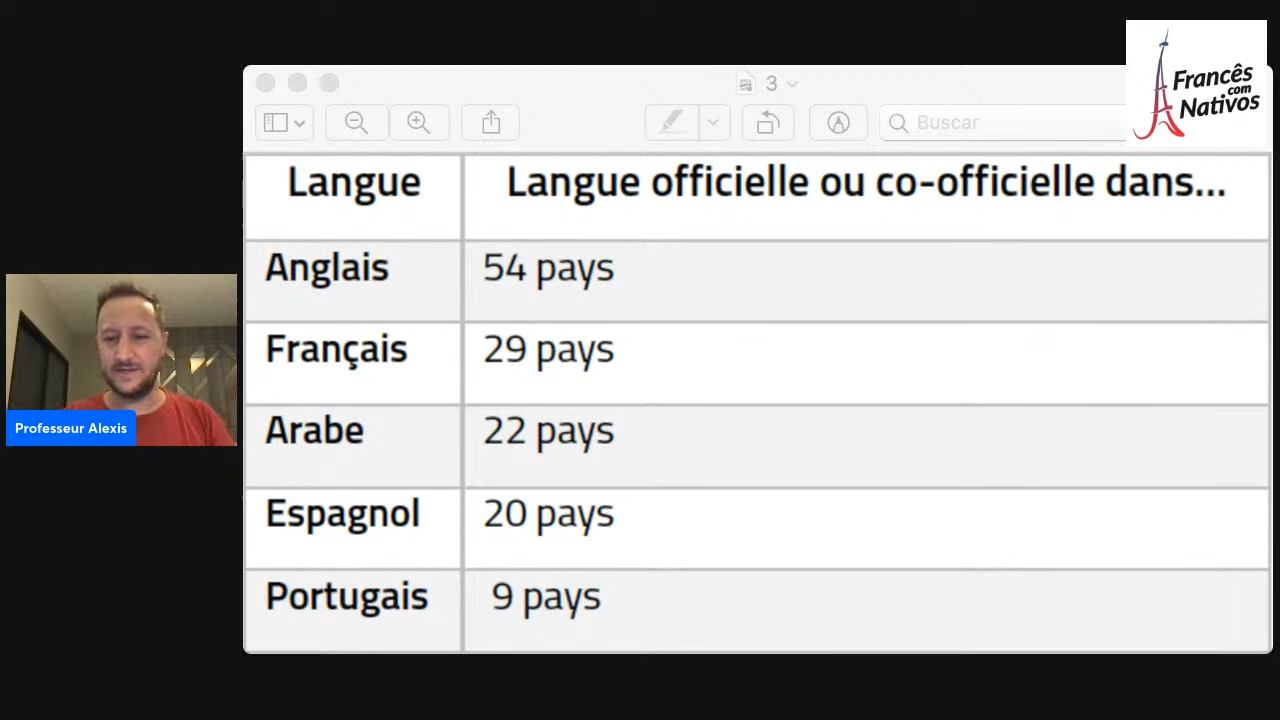 3
Buscar
Francês
com
Nativos
Langue Langue officielle ou co-officielle dans...
Anglais 54 pays
Français 29 pays
Arabe 22 pays
Espagnol 20 pays
Portugais 9 pays
Professeur Alexis